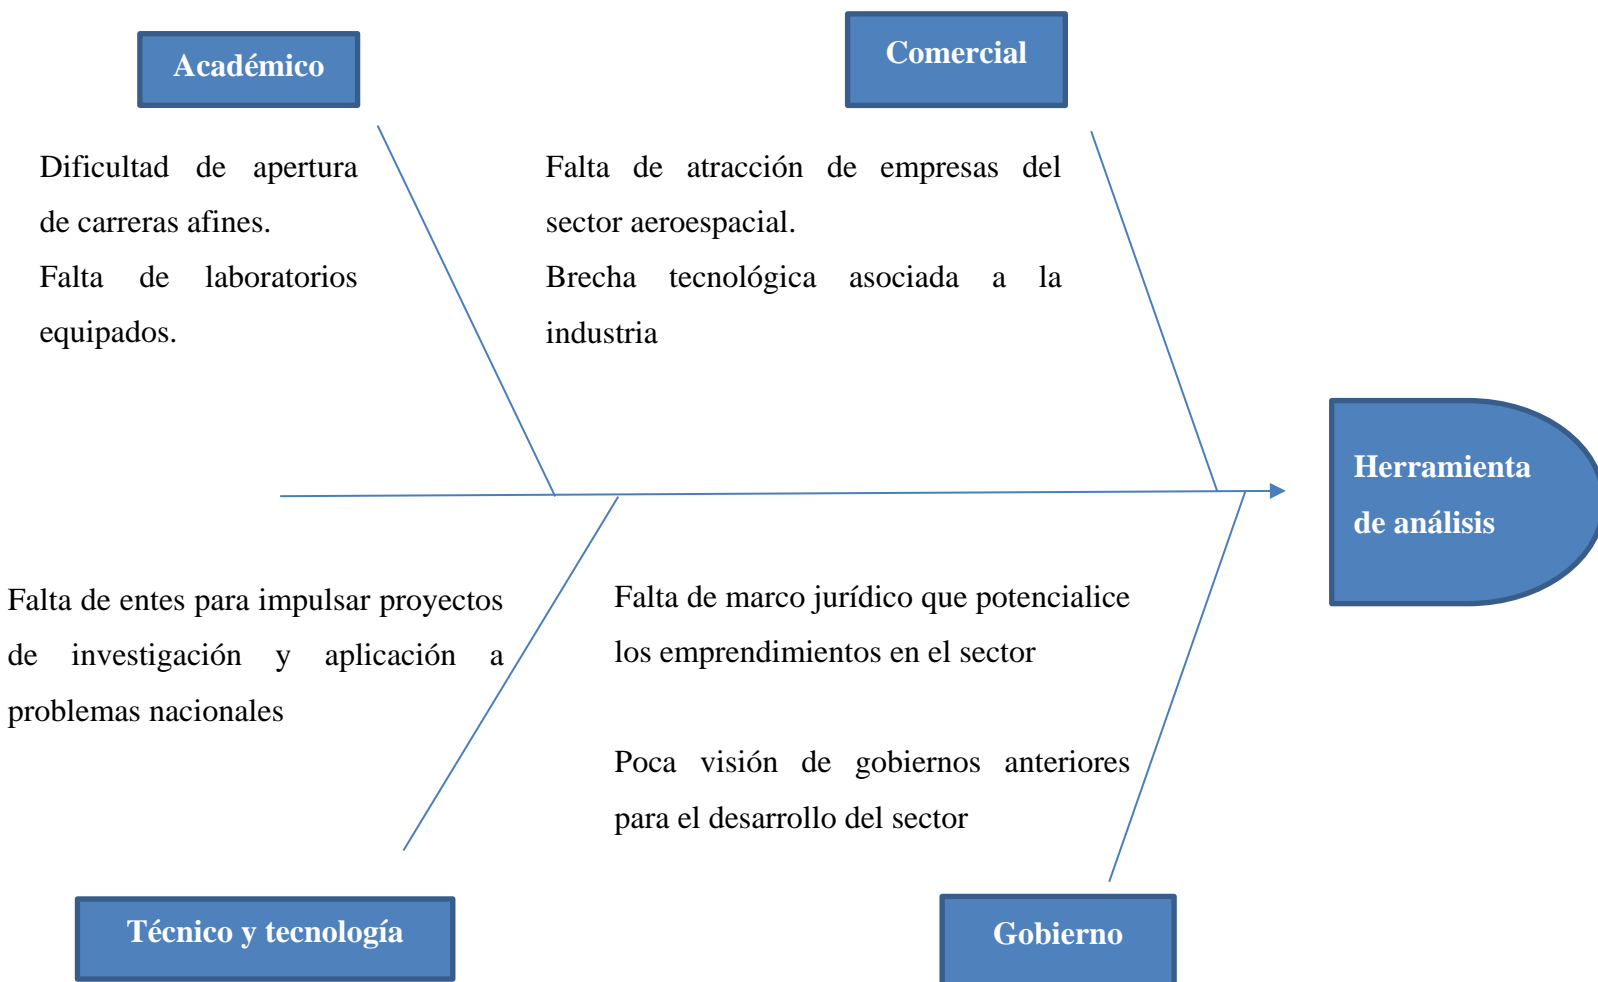 Académico
Comercial
Dificultad de apertura
de carreras afines.
Falta de laboratorios
equipados.
Falta de atracción de empresas del
sector aeroespacial.
Brecha tecnológica asociada a la
industria
Herramienta
de análisis
Falta de entes para impulsar proyectos
de investigación y aplicación a
problemas nacionales
Falta de marco jurídico que potencialice
los emprendimientos en el sector
Poca visión de gobiernos anteriores
para el desarrollo del sector
Técnico y tecnología
Gobierno